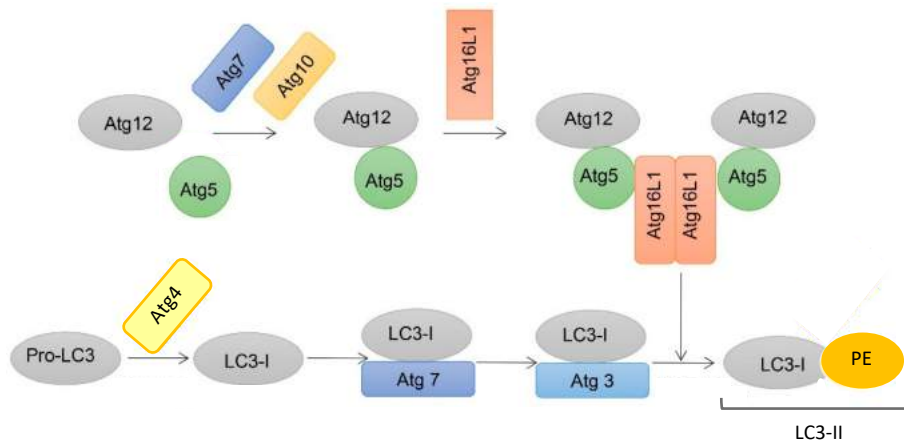 Atg7
Atg10
Atg16L1
Atg12
Atg12
Atg12
Atg12
Atg5
Atg5
Atg5
Atg5
Atg16L1
Atg16L1
Atg4
Pro-LC3
LC3-I
LC3-I
Atg 7
LC3-I
Atg 3
LC3-I
PE
LC3-II